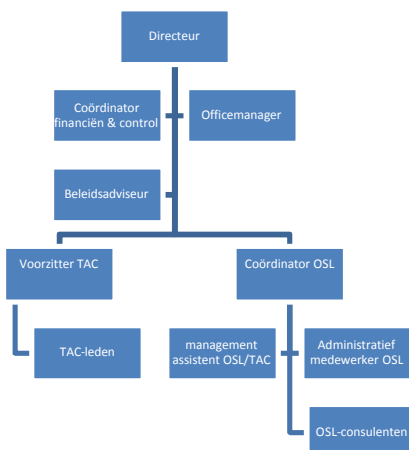 Directeur
Coördinator
financiën & control
Officemanager
Beleidsadviseur
Voorzitter TAC
Coördinator OSL
TAC-leden
management
assistent OSL/TAC
Administratief
medewerker OSL
OSL-consulenten